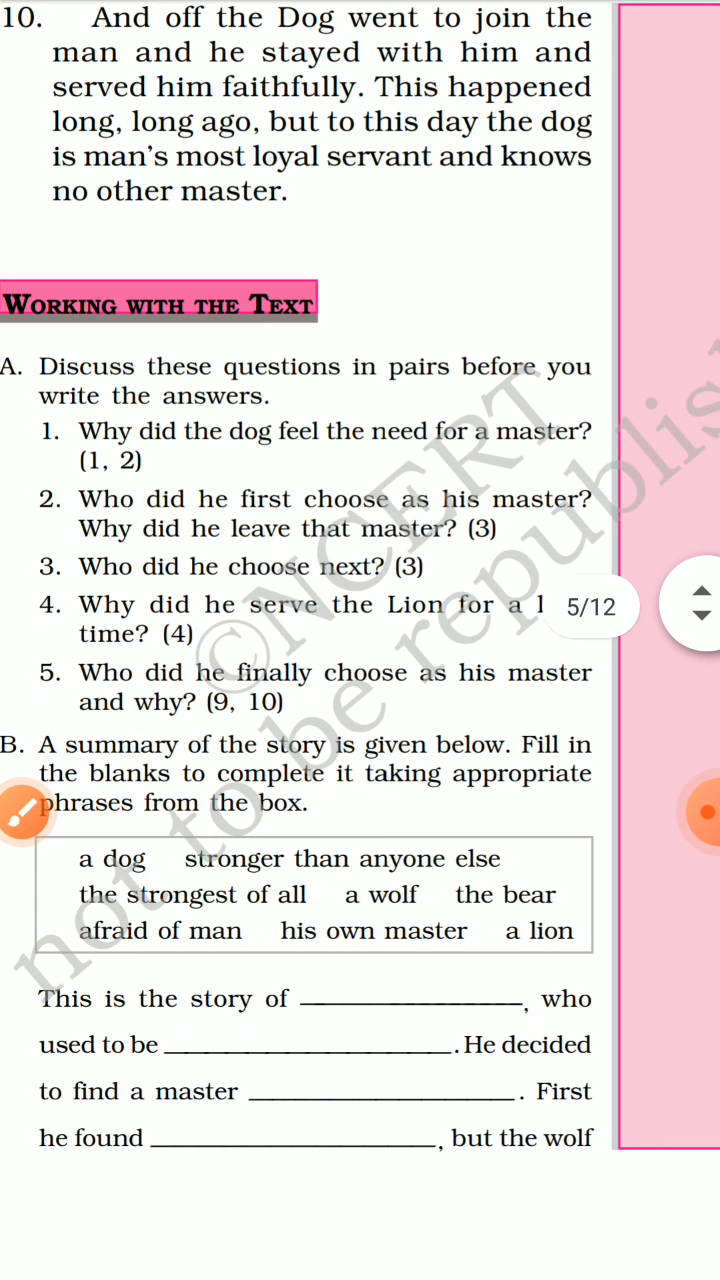 10. And off the Dog went to join the
man and he stayed with him and
served him faithfully. This happened
long, long ago, but to this day the dog
is man's most loyal servant and knows
no other master.
WORKING WITH THE TEXT
A. Discuss these questions in pairs before you
write the answers.
1. Why did the dog feel the need for a master?
(1, 2)
2. Who did he first choose as his master?
Why did he leave that master? (3)
3. Who did he choose next? (3)
4. Why did he serve the Lion for a l
5/12
time? (4)
5. Who did he finally choose as his master
and why? (9, 10)
B. A summary of the story is given below. Fill in
the blanks to complete it taking appropriate
phrases from the box.
a dog stronger than anyone else
the strongest of all a wolf the bear
afraid of man his own master a lion
This is the story of , who
used to be . He decided
to find a master . First
he found , but the wolf
©NCERT
not to be republis